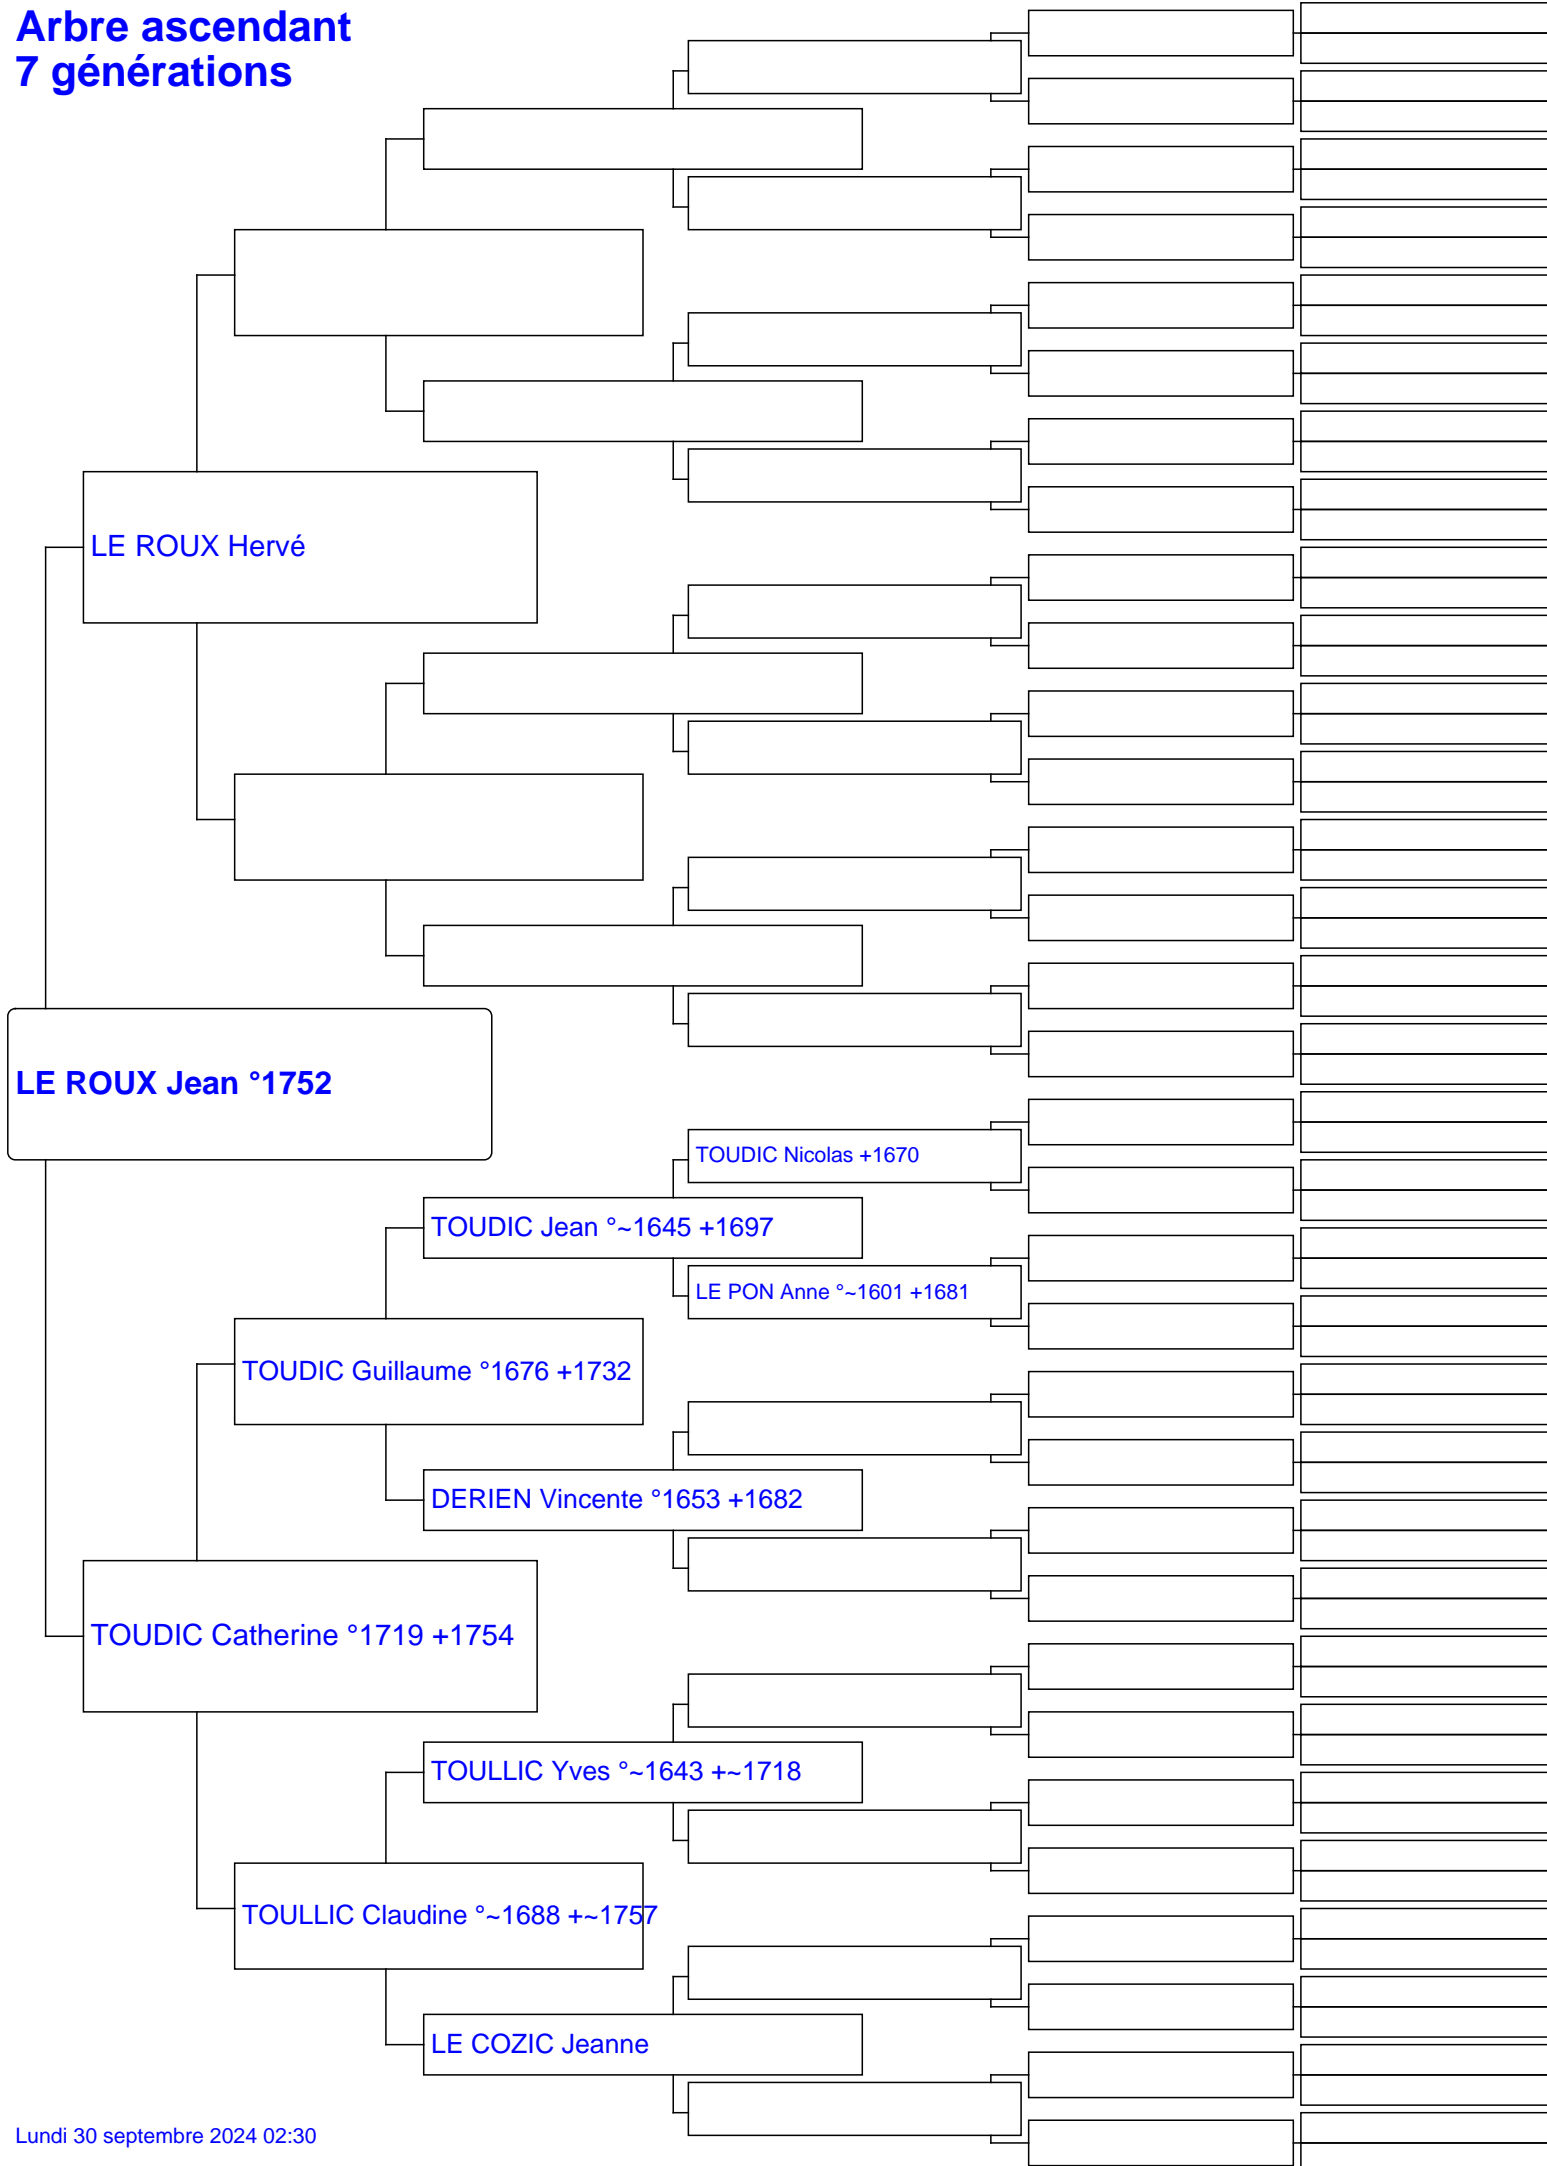 Arbre ascendant
7 générations
LE ROUX Hervé
LE ROUX Jean °1752
TOUDIC Nicolas +1670
TOUDIC Jean °~1645 +1697
LE PON Anne °~1601 +1681
TOUDIC Guillaume °1676 +1732
DERIEN Vincente °1653 +1682
TOUDIC Catherine °1719 +1754
TOULLIC Yves °~1643 +~1718
TOULLIC Claudine °~1688 +~1757
LE COZIC Jeanne
Lundi 30 septembre 2024 02:30